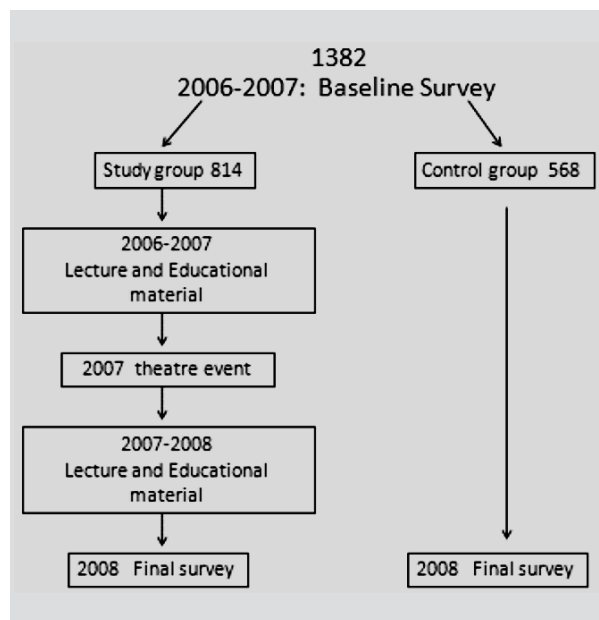 1382
2006-2007: Baseline Survey
Study group 814
Control group 568
2006-2007
Lecture and Educational
material
2007 theatre event
2007-2008
Lecture and Educational
material
2008 Final survey
2008 Final survey